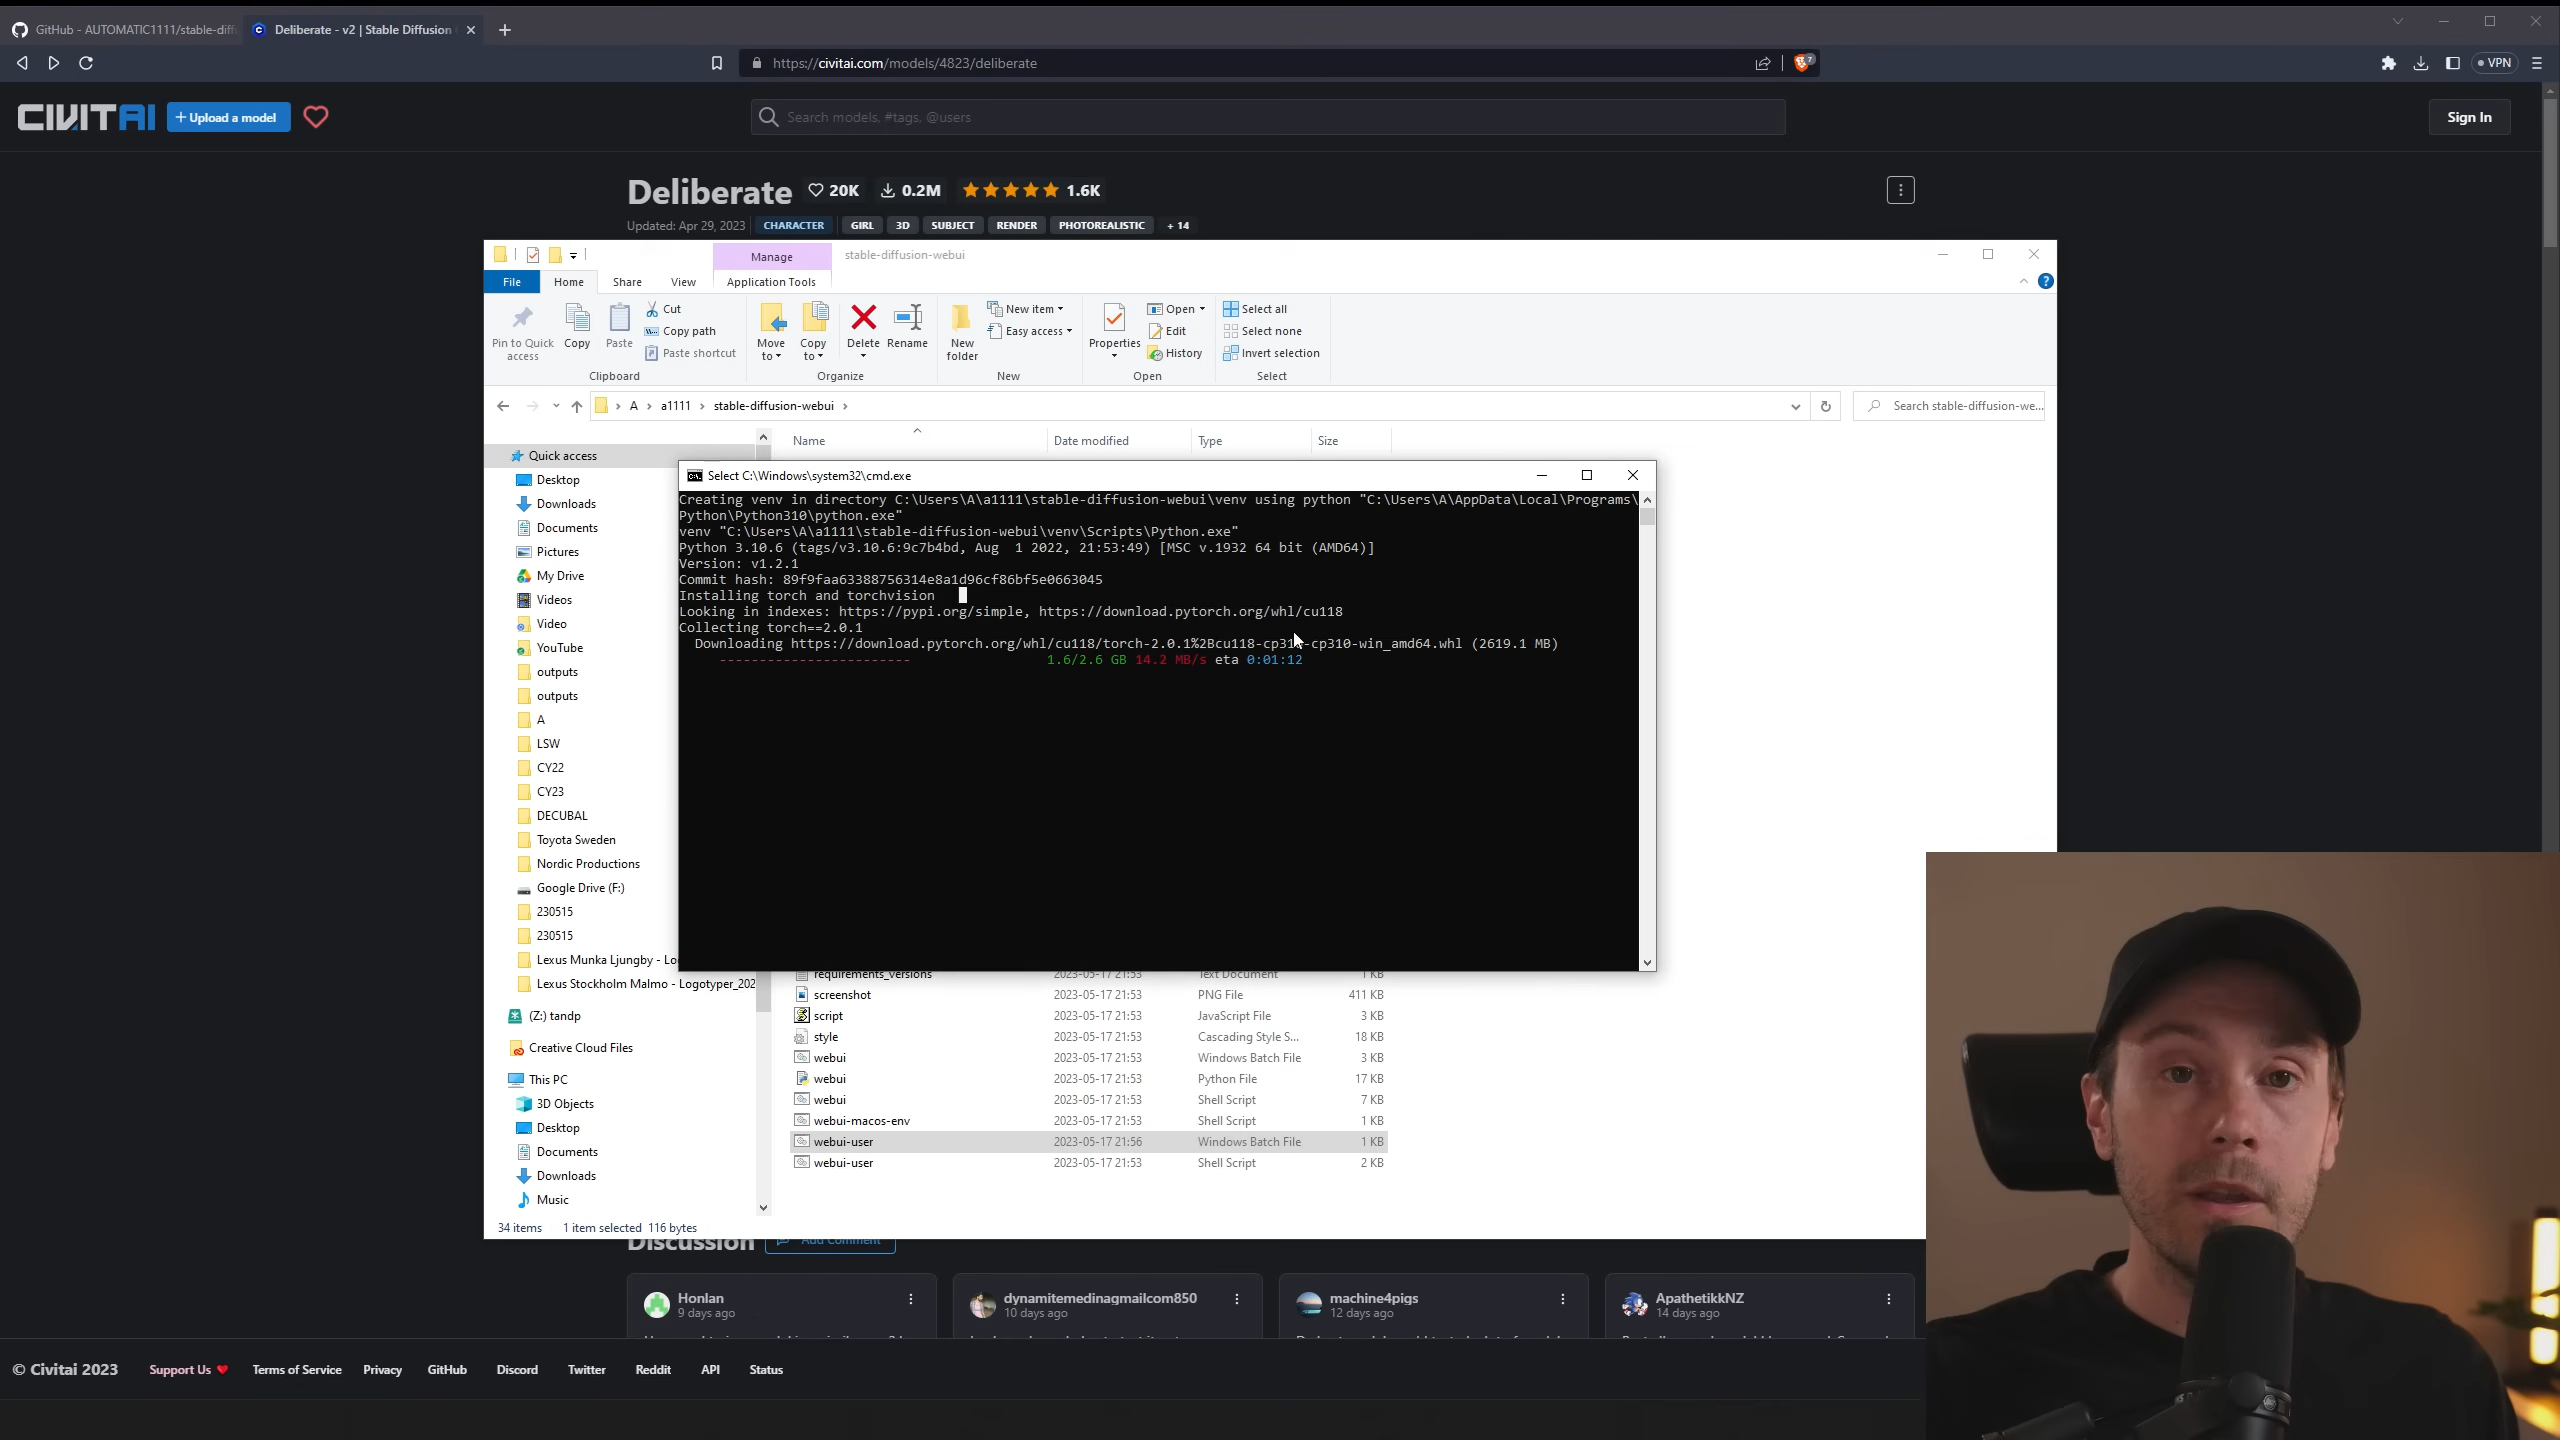 GitHub - AUTOMATIC1111/stable-diff
Deliberate - v2 | Stable Diffusion
https://civitai.com/models/4823/deliberate
VPN
CIVITAI
+ Upload a model
Search models, #tags, @users
Sign In
Deliberate 20K 0.2M 1.6K
Updated: Apr 29, 2023 CHARACTER GIRL 3D SUBJECT RENDER PHOTOREALISTIC + 14
Manage stable-diffusion-webui
File Home Share View Application Tools
Pin to Quick access
Copy
Paste
Cut
Copy path
Paste shortcut
Clipboard
Move to
Copy to
Delete
Rename
Organize
New folder
New item
Easy access
New
Properties
Open
Edit
History
Open
Select all
Select none
Invert selection
Select
A a1111 stable-diffusion-webui
Search stable-diffusion-we...
Name Date modified Type Size
Quick access
Desktop
Downloads
Documents
Pictures
My Drive
Videos
Video
YouTube
outputs
outputs
A
LSW
CY22
CY23
DECUBAL
Toyota Sweden
Nordic Productions
Google Drive (F:)
230515
230515
Lexus Munka Ljungby - Lo
Lexus Stockholm Malmo - Logotyper_202
(Z:) tandp
Creative Cloud Files
This PC
3D Objects
Desktop
Documents
Downloads
Music
Select C:\Windows\system32\cmd.exe
Creating venv in directory C:\Users\A\a1111\stable-diffusion-webui\venv using python "C:\Users\A\AppData\Local\Programs\
Python\Python310\python.exe"
venv "C:\Users\A\a1111\stable-diffusion-webui\venv\Scripts\Python.exe"
Python 3.10.6 (tags/v3.10.6:9c7b4bd, Aug 1 2022, 21:53:49) [MSC v.1932 64 bit (AMD64)]
Version: v1.2.1
Commit hash: 89f9faa63388756314e8a1d96cf86bf5e0663045
Installing torch and torchvision
Looking in indexes: https://pypi.org/simple, https://download.pytorch.org/whl/cu118
Collecting torch==2.0.1
Downloading https://download.pytorch.org/whl/cu118/torch-2.0.1%2Bcu118-cp310-cp310-win_amd64.whl (2619.1 MB)
------------------------ 1.6/2.6 GB 14.2 MB/s eta 0:01:12
requirements_versions 2023-05-17 21:53 Text Document 1 KB
screenshot 2023-05-17 21:53 PNG File 411 KB
script 2023-05-17 21:53 JavaScript File 3 KB
style 2023-05-17 21:53 Cascading Style S... 18 KB
webui 2023-05-17 21:53 Windows Batch File 3 KB
webui 2023-05-17 21:53 Python File 17 KB
webui 2023-05-17 21:53 Shell Script 7 KB
webui-macos-env 2023-05-17 21:53 Shell Script 1 KB
webui-user 2023-05-17 21:56 Windows Batch File 1 KB
webui-user 2023-05-17 21:53 Shell Script 2 KB
34 items 1 item selected 116 bytes
Discussion Add Comment
Honlan
9 days ago
dynamitemedinagmailcom850
10 days ago
machine4pigs
12 days ago
ApathetikkNZ
14 days ago
© Civitai 2023 Support Us Terms of Service Privacy GitHub Discord Twitter Reddit API Status